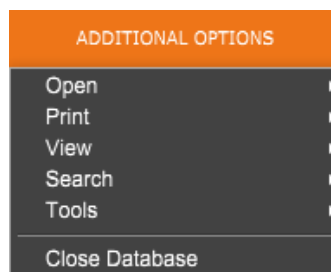 ADDITIONAL OPTIONS
Open
Print
View
Search
Tools
Close Database